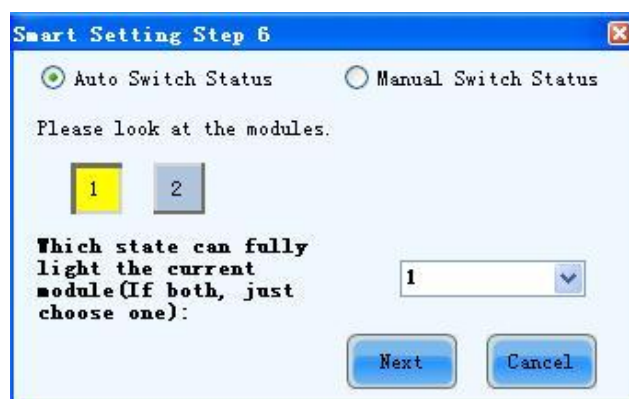 Smart Setting Step 6
Auto Switch Status Manual Switch Status
Please look at the modules.
1 2
Which state can fully
light the current
module(If both, just
choose one):
1
Next Cancel